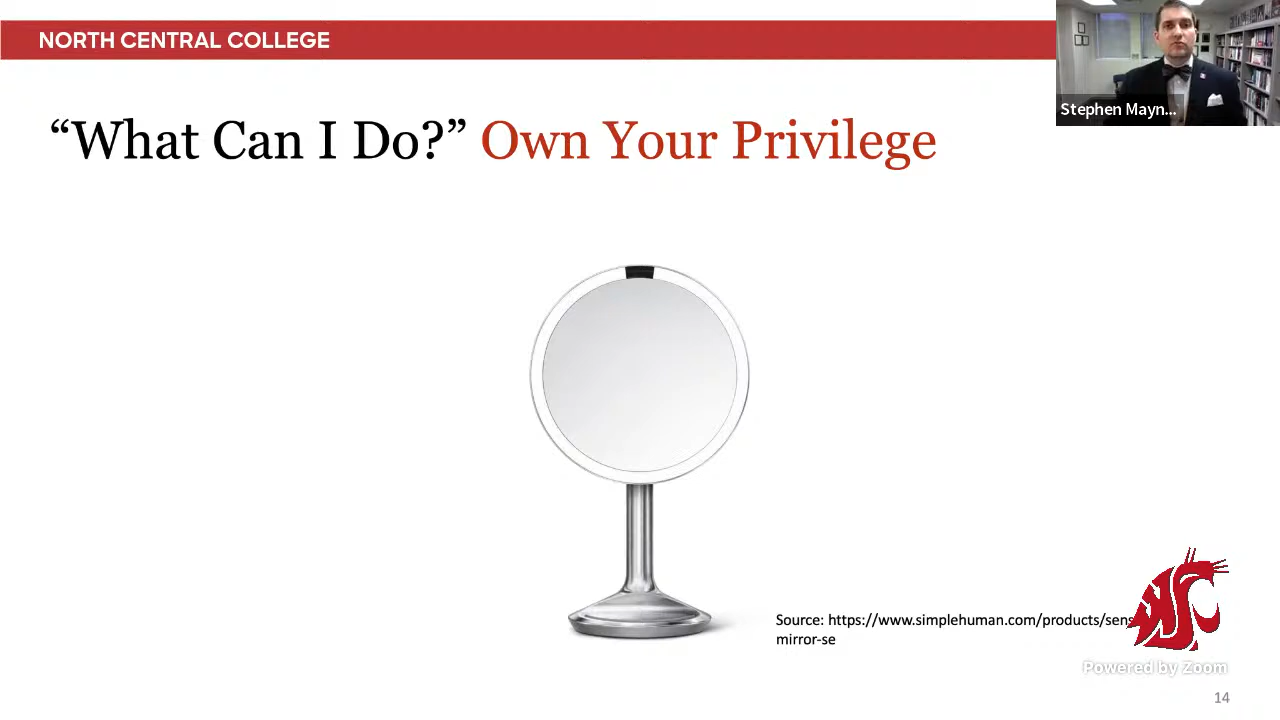 NORTH CENTRAL COLLEGE
Stephen Mayn...
“What Can I Do?” Own Your Privilege
Source: https://www.simplehuman.com/products/sens
mirror-se
Powered by Zoom
14